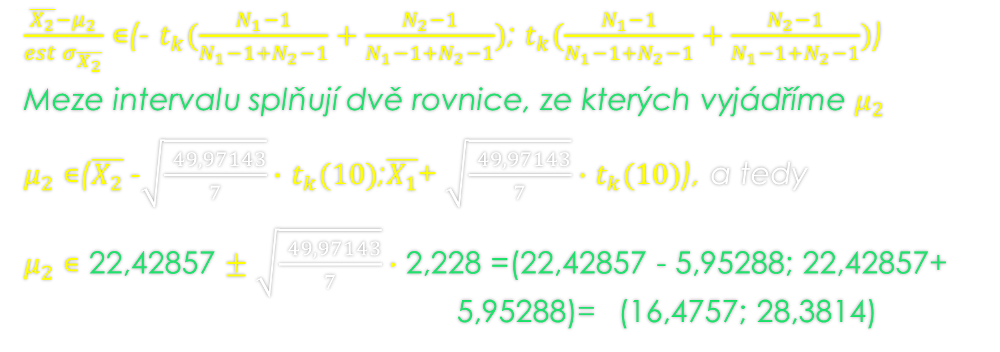 $\frac{\overline{X_2}-\mu_2}{est\ \sigma_{\overline{X_2}}}$ ∈(- $t_k(\frac{N_1-1}{N_1-1+N_2-1}+\frac{N_2-1}{N_1-1+N_2-1})$; $t_k(\frac{N_1-1}{N_1-1+N_2-1}+\frac{N_2-1}{N_1-1+N_2-1})$)
Meze intervalu splňují dvě rovnice, ze kterých vyjádříme $\mu_2$
$\mu_2$ ∈($\overline{X_2}$ -$\sqrt{\frac{49,97143}{7}}\cdot t_k(10)$;$\overline{X_1}$+ $\sqrt{\frac{49,97143}{7}}\cdot t_k(10)$), a tedy
$\mu_2$ ∈ 22,42857 ± $\sqrt{\frac{49,97143}{7}}$ · 2,228 =(22,42857 - 5,95288; 22,42857+
5,95288)= (16,4757; 28,3814)